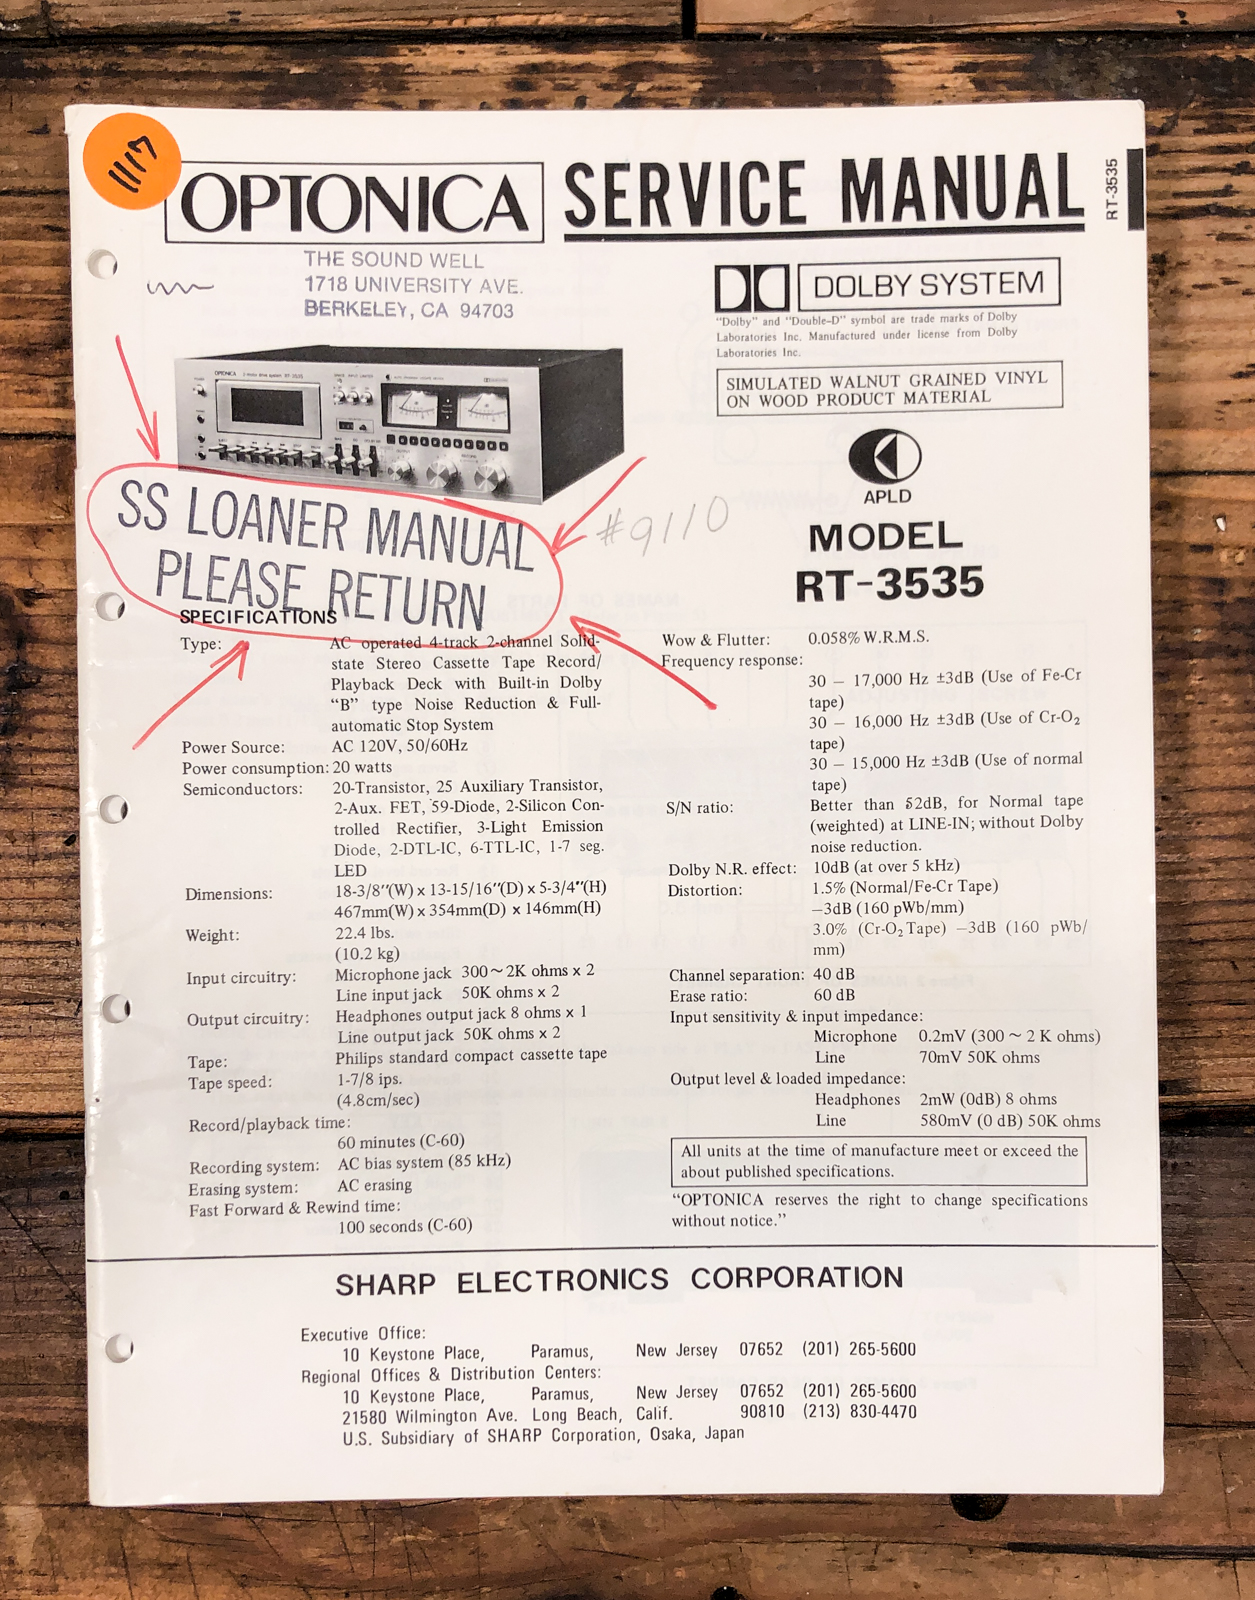 1117
OPTONICA
SERVICE MANUAL
RT-3535
THE SOUND WELL
1718 UNIVERSITY AVE.
BERKELEY, CA 94703
DOLBY SYSTEM
"Dolby" and "Double-D" symbol are trade marks of Dolby
Laboratories Inc. Manufactured under license from Dolby
Laboratories Inc.
SIMULATED WALNUT GRAINED VINYL
ON WOOD PRODUCT MATERIAL
OPTONICA
APLD
MODEL
RT-3535
SS LOANER MANUAL
PLEASE RETURN
#9110
SPECIFICATIONS
Type: AC operated 4-track 2-channel Solid-
state Stereo Cassette Tape Record/
Playback Deck with Built-in Dolby
“B” type Noise Reduction & Full-
automatic Stop System
Power Source: AC 120V, 50/60Hz
Power consumption: 20 watts
Semiconductors: 20-Transistor, 25 Auxiliary Transistor,
2-Aux. FET, 59-Diode, 2-Silicon Con-
trolled Rectifier, 3-Light Emission
Diode, 2-DTL-IC, 6-TTL-IC, 1-7 seg.
LED
Dimensions: 18-3/8"(W) x 13-15/16"(D) x 5-3/4"(H)
467mm(W) x 354mm(D) x 146mm(H)
Weight: 22.4 lbs.
(10.2 kg)
Input circuitry: Microphone jack 300 ~ 2K ohms x 2
Line input jack 50K ohms x 2
Output circuitry: Headphones output jack 8 ohms x 1
Line output jack 50K ohms x 2
Tape: Philips standard compact cassette tape
Tape speed: 1-7/8 ips.
(4.8cm/sec)
Record/playback time:
60 minutes (C-60)
Recording system: AC bias system (85 kHz)
Erasing system: AC erasing
Fast Forward & Rewind time:
100 seconds (C-60)
Wow & Flutter: 0.058% W.R.M.S.
Frequency response:
30 – 17,000 Hz ±3dB (Use of Fe-Cr
tape)
30 – 16,000 Hz ±3dB (Use of Cr-O2
tape)
30 – 15,000 Hz ±3dB (Use of normal
tape)
S/N ratio: Better than 52dB, for Normal tape
(weighted) at LINE-IN; without Dolby
noise reduction.
Dolby N.R. effect: 10dB (at over 5 kHz)
Distortion: 1.5% (Normal/Fe-Cr Tape)
–3dB (160 pWb/mm)
3.0% (Cr-O2 Tape) –3dB (160 pWb/
mm)
Channel separation: 40 dB
Erase ratio: 60 dB
Input sensitivity & input impedance:
Microphone 0.2mV (300 ~ 2 K ohms)
Line 70mV 50K ohms
Output level & loaded impedance:
Headphones 2mW (0dB) 8 ohms
Line 580mV (0 dB) 50K ohms
All units at the time of manufacture meet or exceed the
about published specifications.
“OPTONICA reserves the right to change specifications
without notice.”
SHARP ELECTRONICS CORPORATION
Executive Office:
10 Keystone Place, Paramus, New Jersey 07652 (201) 265-5600
Regional Offices & Distribution Centers:
10 Keystone Place, Paramus, New Jersey 07652 (201) 265-5600
21580 Wilmington Ave. Long Beach, Calif. 90810 (213) 830-4470
U.S. Subsidiary of SHARP Corporation, Osaka, Japan